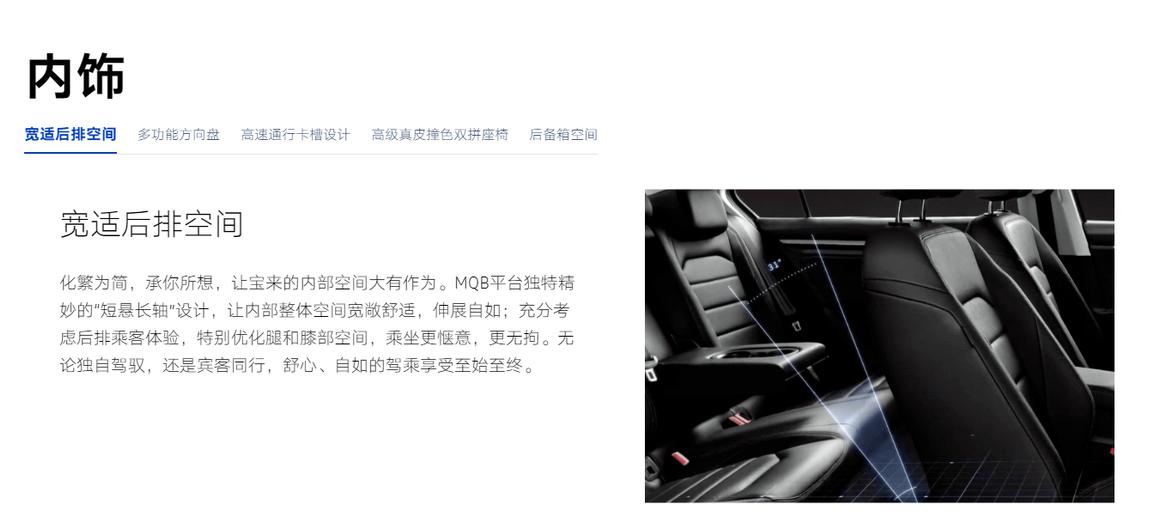 内饰
宽适后排空间 多功能方向盘 高速通行卡槽设计 高级真皮撞色双拼座椅 后备箱空间
宽适后排空间
化繁为简，承你所想，让宝来的内部空间大有作为。MQB平台独特精
妙的"短悬长轴"设计，让内部整体空间宽敞舒适，伸展自如；充分考
虑后排乘客体验，特别优化腿和膝部空间，乘坐更惬意，更无拘。无
论独自驾驭，还是宾客同行，舒心、自如的驾乘享受至始至终。
31°